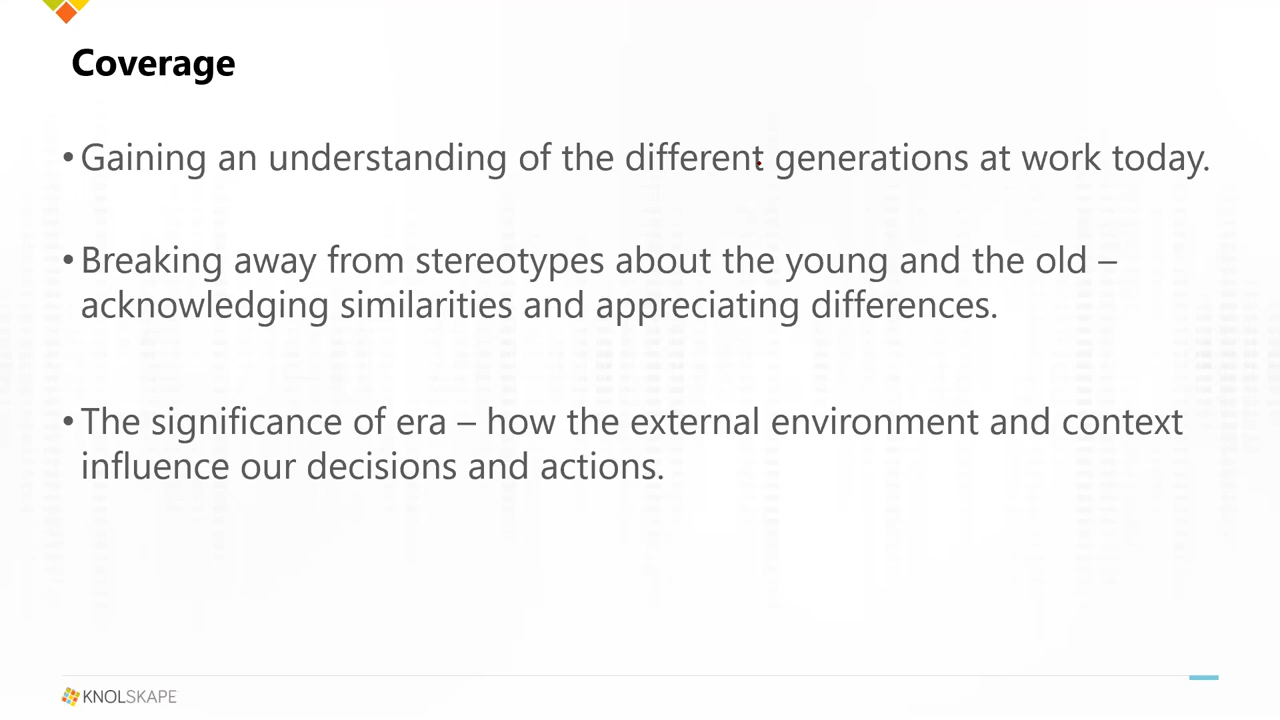 Coverage
• Gaining an understanding of the different generations at work today.
• Breaking away from stereotypes about the young and the old –
acknowledging similarities and appreciating differences.
• The significance of era – how the external environment and context
influence our decisions and actions.
KNOLSKAPE